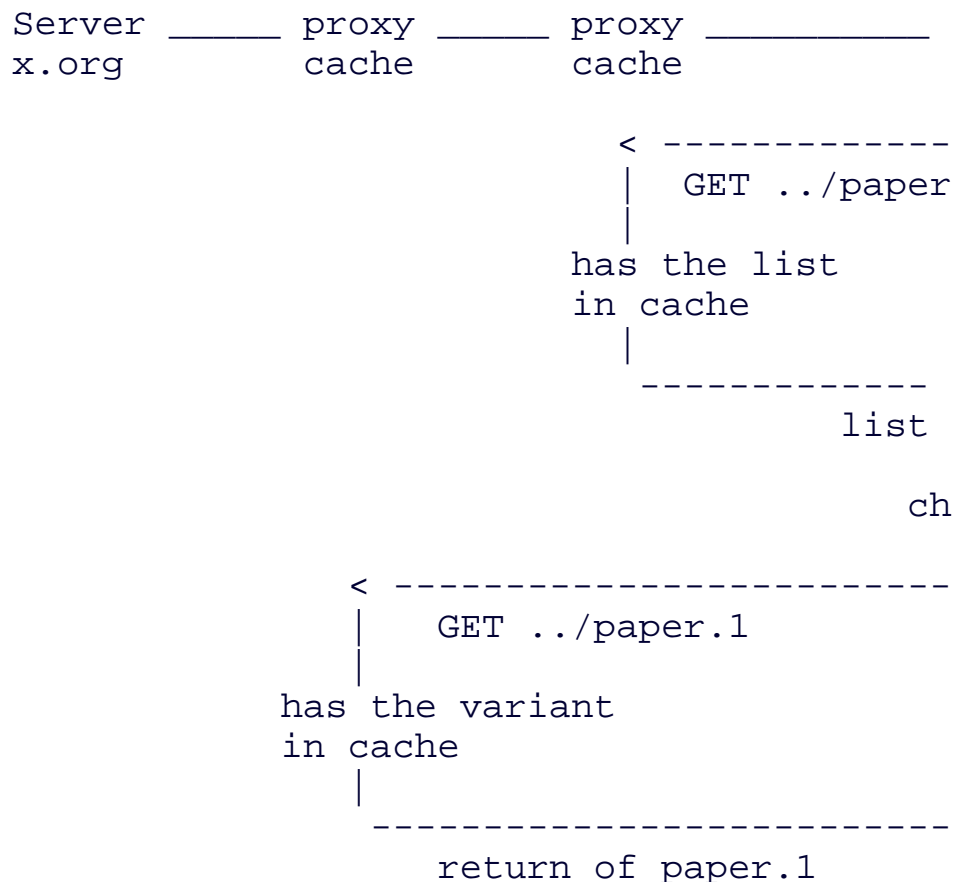 Server _____ proxy _____ proxy __________
x.org cache cache
< -------------
| GET ../paper
|
has the list
in cache
|
-------------
list
ch
< -------------------------
| GET ../paper.1
|
has the variant
in cache
|
--------------------------
return of paper.1